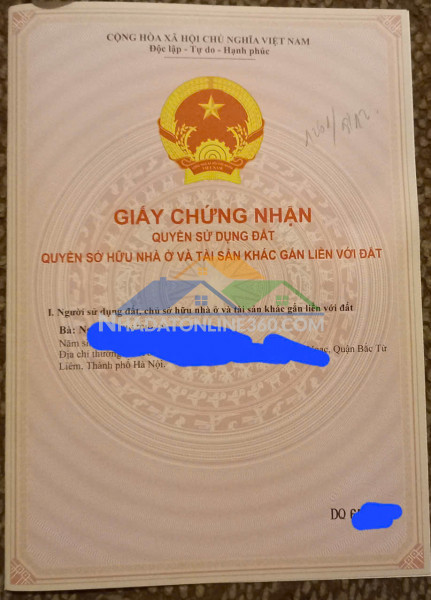 CỘNG HÒA XÃ HỘI CHỦ NGHĨA VIỆT NAM
Độc lập - Tự do - Hạnh phúc
GIẤY CHỨNG NHẬN
QUYỀN SỬ DỤNG ĐẤT
QUYỀN SỞ HỮU NHÀ Ở VÀ TÀI SẢN KHÁC GẮN LIỀN VỚI ĐẤT
I. Người sử dụng đất, chủ sở hữu nhà ở và tài sản khác gắn liền với đất
Bà:
NHADATONLINE360.COM
Năm
Địa chỉ thường Quận Bắc Từ
Liêm, Thành phố Hà Nội.
DQ